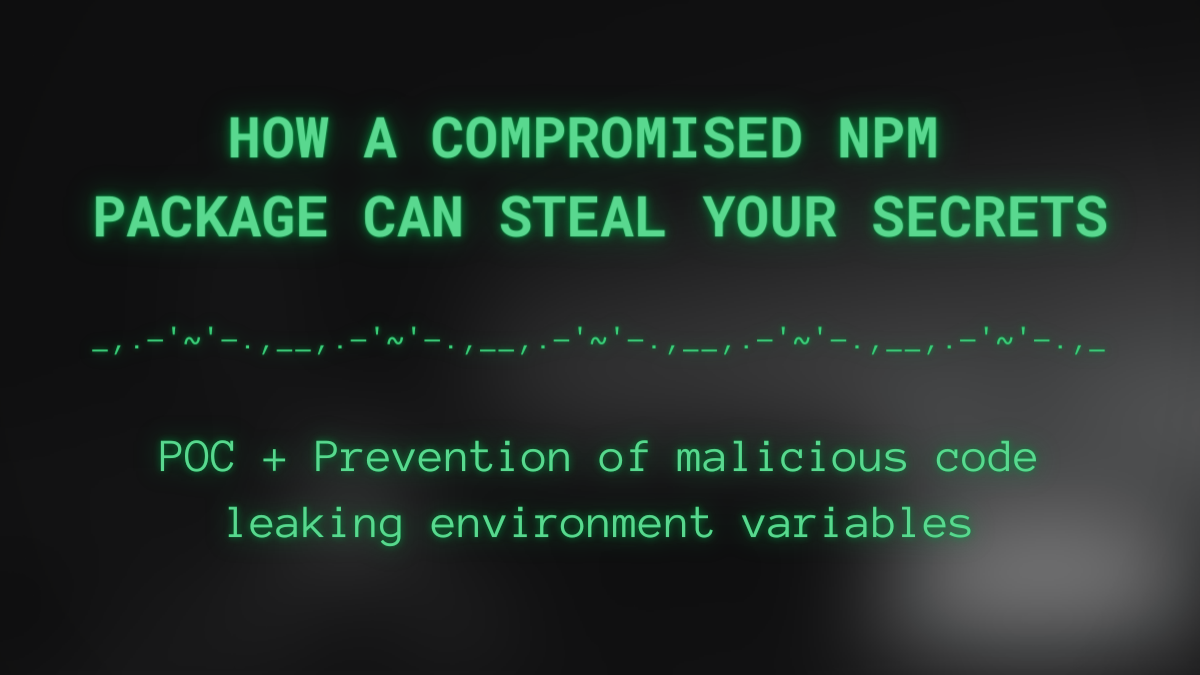 HOW A COMPROMISED NPM
PACKAGE CAN STEAL YOUR SECRETS
_,.-'~'-.,__,.-'~'-.,__,.-'~'-.,__,.-'~'-.,__,.-'~'-.,_
POC + Prevention of malicious code
leaking environment variables